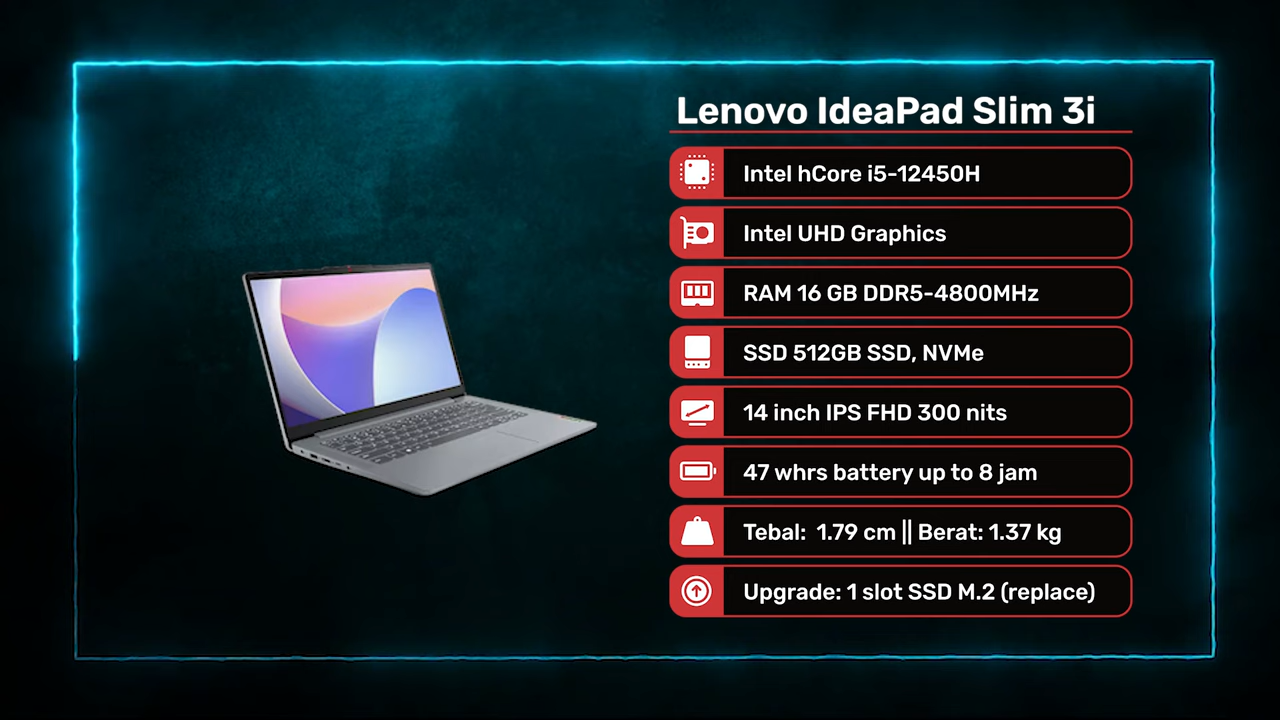 Lenovo IdeaPad Slim 3i
Intel hCore i5-12450H
Intel UHD Graphics
RAM 16 GB DDR5-4800MHz
SSD 512GB SSD, NVMe
14 inch IPS FHD 300 nits
47 whrs battery up to 8 jam
Tebal:  1.79 cm || Berat: 1.37 kg
Upgrade: 1 slot SSD M.2 (replace)